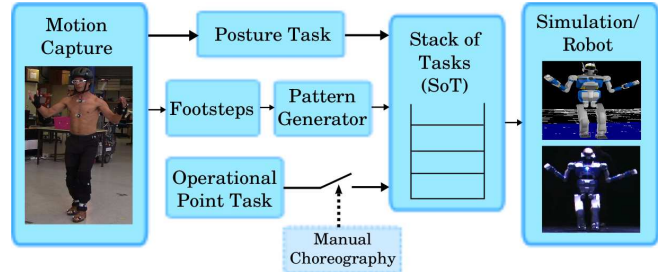 Motion
Capture
Posture Task
Footsteps
Pattern
Generator
Operational
Point Task
Manual
Choreography
Stack of
Tasks
(SoT)
Simulation/
Robot